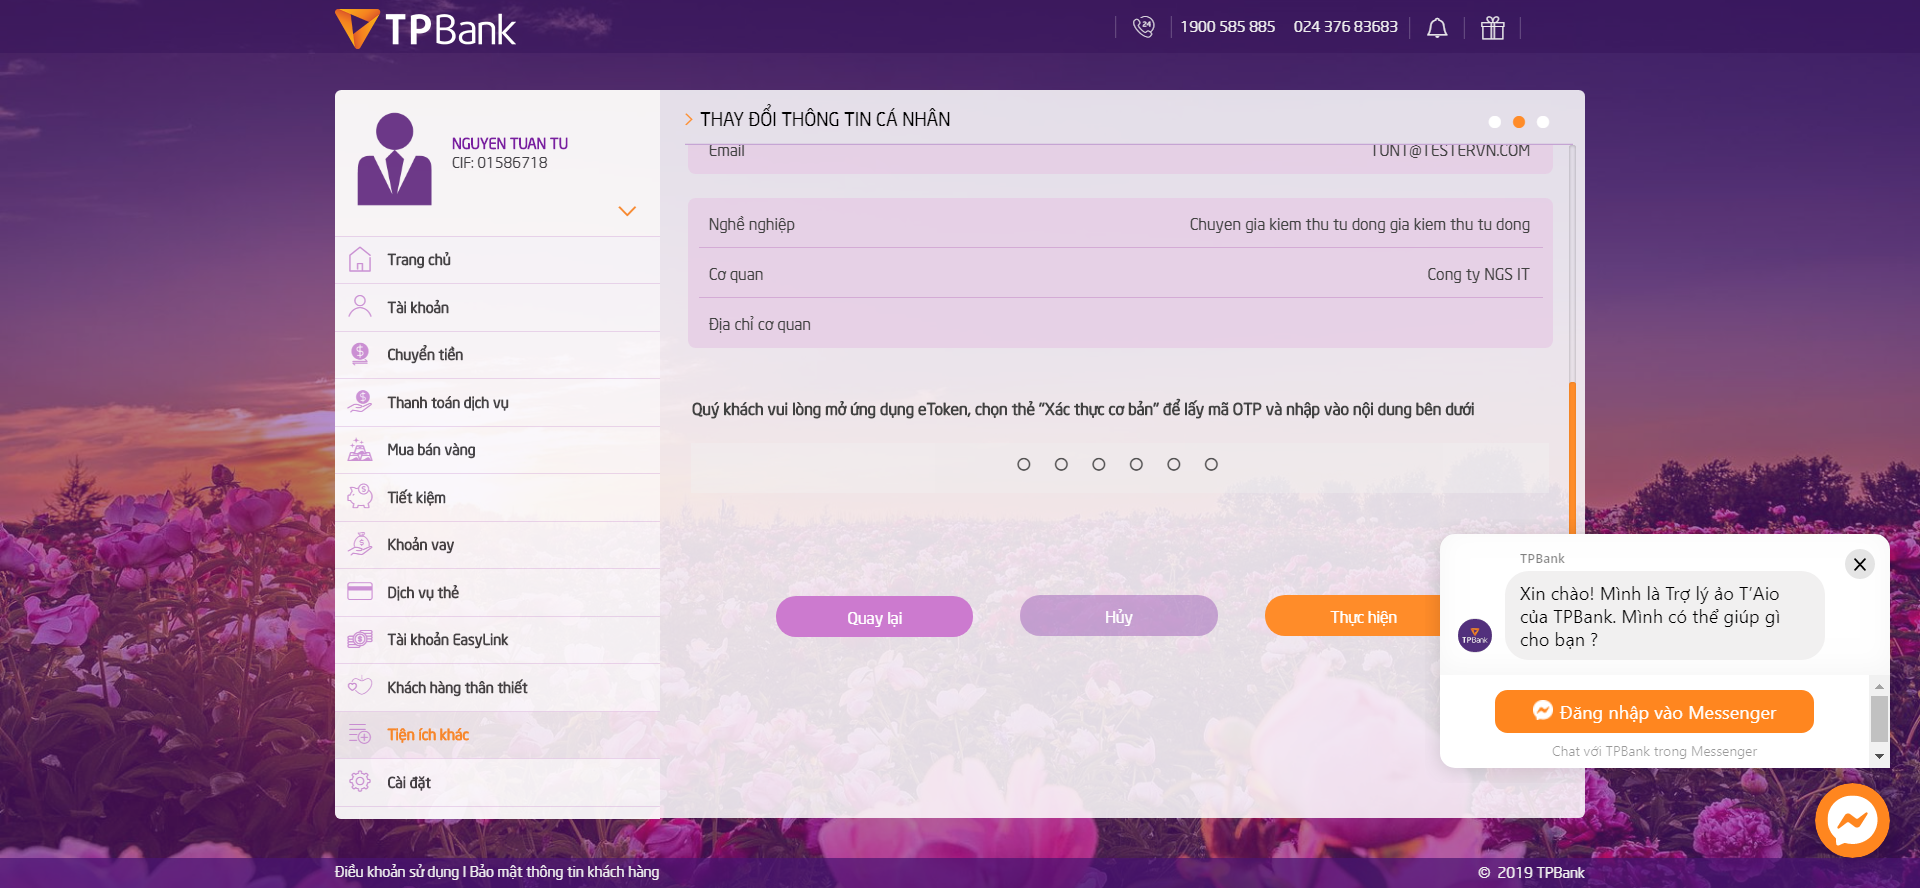 TPBank
24
1900 585 885
024 376 83683
NGUYEN TUAN TU
CIF: 01586718
Trang chủ
Tài khoản
Chuyển tiền
Thanh toán dịch vụ
Mua bán vàng
Tiết kiệm
Khoản vay
Dịch vụ thẻ
Tài khoản EasyLink
Khách hàng thân thiết
Tiện ích khác
Cài đặt
THAY ĐỔI THÔNG TIN CÁ NHÂN
Email TUNT@TESTERVN.COM
Nghề nghiệp Chuyen gia kiem thu tu dong gia kiem thu tu dong
Cơ quan Cong ty NGS IT
Địa chỉ cơ quan
Quý khách vui lòng mở ứng dụng eToken, chọn thẻ "Xác thực cơ bản" để lấy mã OTP và nhập vào nội dung bên dưới
Quay lại
Hủy
Thực hiện
TPBank
Xin chào! Mình là Trợ lý ảo T'Aio
của TPBank. Mình có thể giúp gì
cho bạn ?
TPBank
Đăng nhập vào Messenger
Chat với TPBank trong Messenger
Điều khoản sử dụng I Bảo mật thông tin khách hàng
© 2019 TPBank